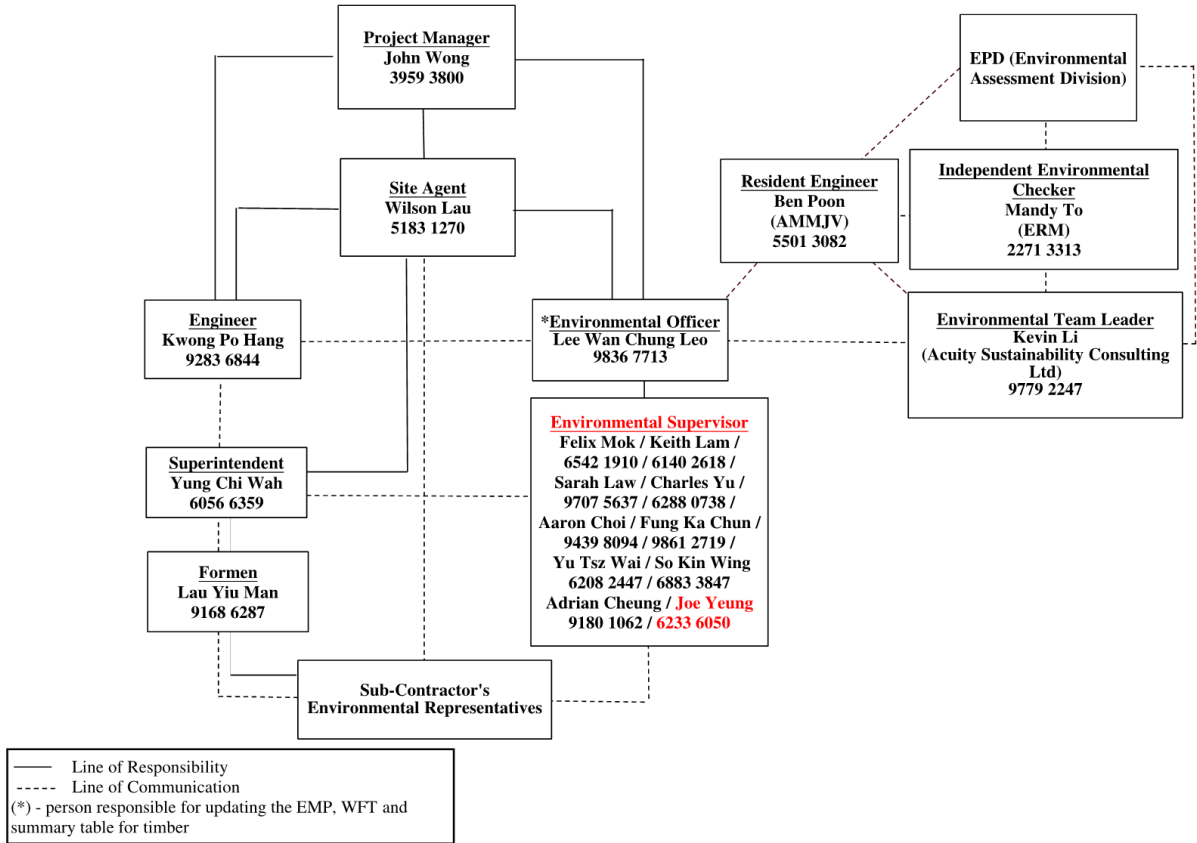 Project Manager
John Wong
3959 3800
EPD (Environmental
Assessment Division)
Site Agent
Wilson Lau
5183 1270
Resident Engineer
Ben Poon
(AMMJV)
5501 3082
Independent Environmental
Checker
Mandy To
(ERM)
2271 3313
Engineer
Kwong Po Hang
9283 6844
*Environmental Officer
Lee Wan Chung Leo
9836 7713
Environmental Team Leader
Kevin Li
(Acuity Sustainability Consulting
Ltd)
9779 2247
Environmental Supervisor
Felix Mok / Keith Lam /
6542 1910 / 6140 2618 /
Sarah Law / Charles Yu /
9707 5637 / 6288 0738 /
Aaron Choi / Fung Ka Chun /
9439 8094 / 9861 2719 /
Yu Tsz Wai / So Kin Wing
6208 2447 / 6883 3847
Adrian Cheung / Joe Yeung
9180 1062 / 6233 6050
Superintendent
Yung Chi Wah
6056 6359
Formen
Lau Yiu Man
9168 6287
Sub-Contractor's
Environmental Representatives
Line of Responsibility
Line of Communication
(*) - person responsible for updating the EMP, WFT and
summary table for timber